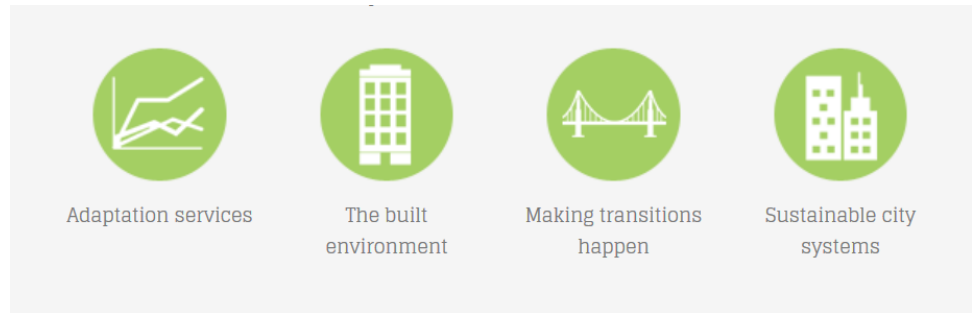 Adaptation services
The built
environment
Making transitions
happen
Sustainable city
systems